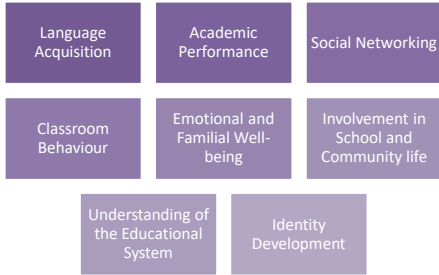 Language
Acquisition
Academic
Performance
Social Networking
Classroom
Behaviour
Emotional and
Familial Well-
being
Involvement in
School and
Community life
Understanding of
the Educational
System
Identity
Development